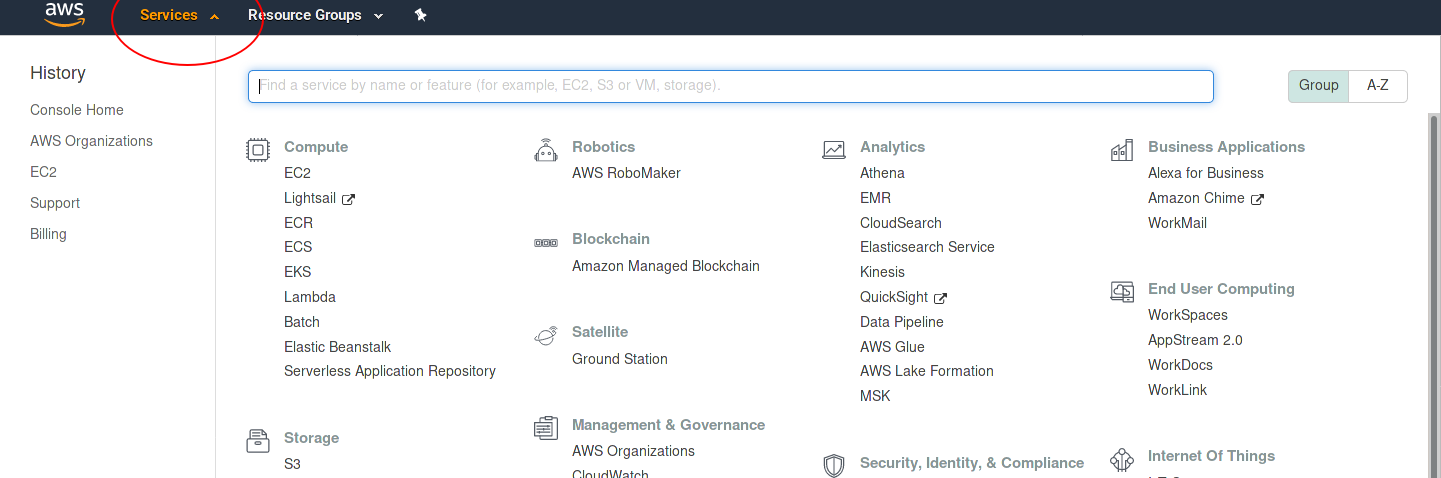 aws
Services
Resource Groups
History
Console Home
AWS Organizations
EC2
Support
Billing
Find a service by name or feature (for example, EC2, S3 or VM, storage).
Group
A-Z
Compute
EC2
Lightsail
ECR
ECS
EKS
Lambda
Batch
Elastic Beanstalk
Serverless Application Repository
Storage
S3
Robotics
AWS RoboMaker
Blockchain
Amazon Managed Blockchain
Satellite
Ground Station
Management & Governance
AWS Organizations
CloudWatch
Analytics
Athena
EMR
CloudSearch
Elasticsearch Service
Kinesis
QuickSight
Data Pipeline
AWS Glue
AWS Lake Formation
MSK
Security, Identity, & Compliance
Business Applications
Alexa for Business
Amazon Chime
WorkMail
End User Computing
WorkSpaces
AppStream 2.0
WorkDocs
WorkLink
Internet Of Things